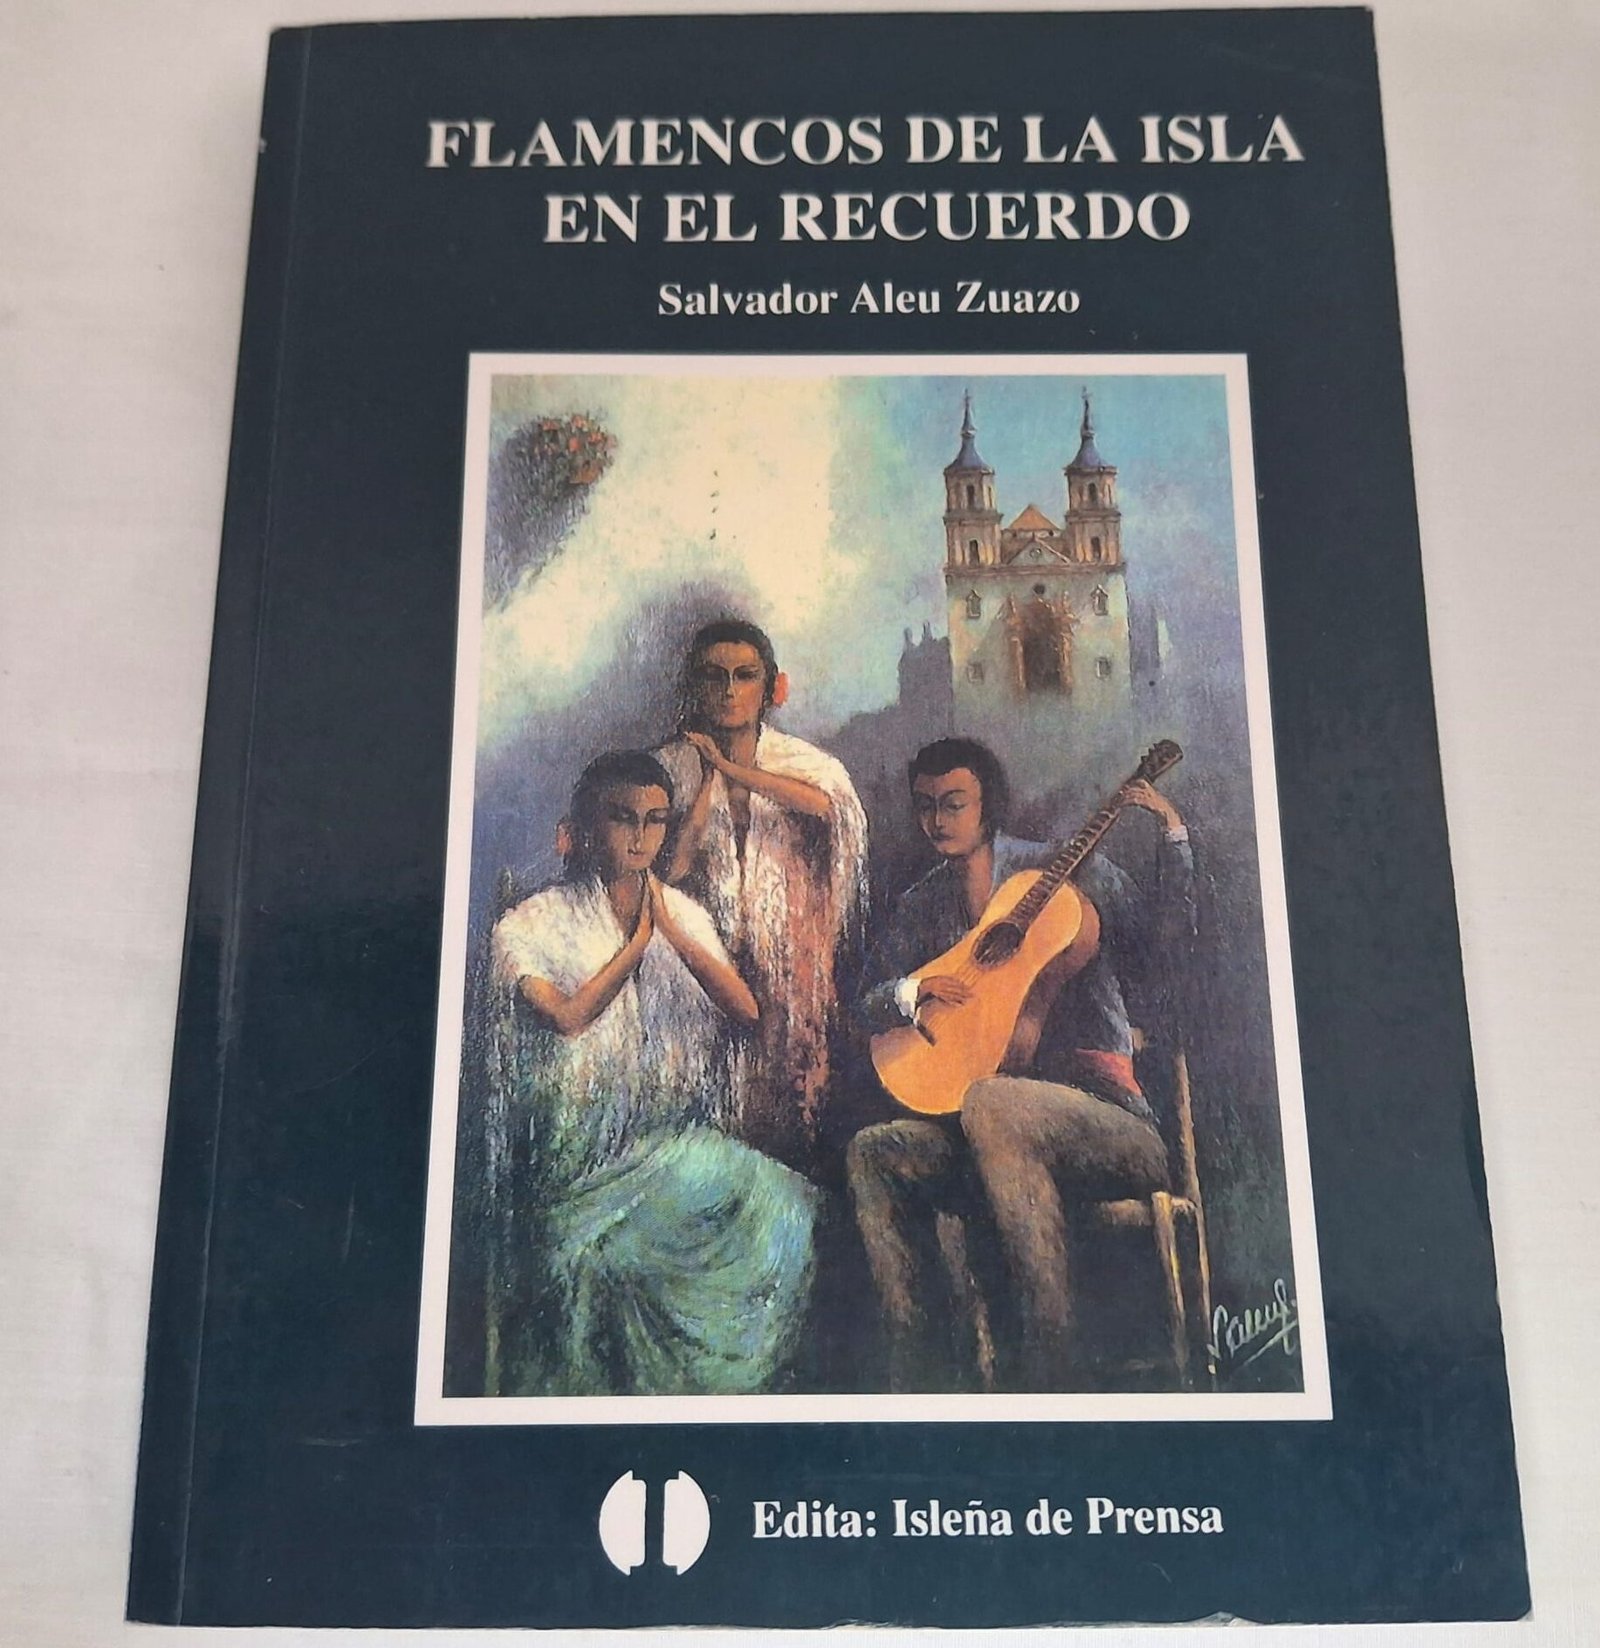 FLAMENCOS DE LA ISLA
EN EL RECUERDO
Salvador Aleu Zuazo
Edita: Isleña de Prensa